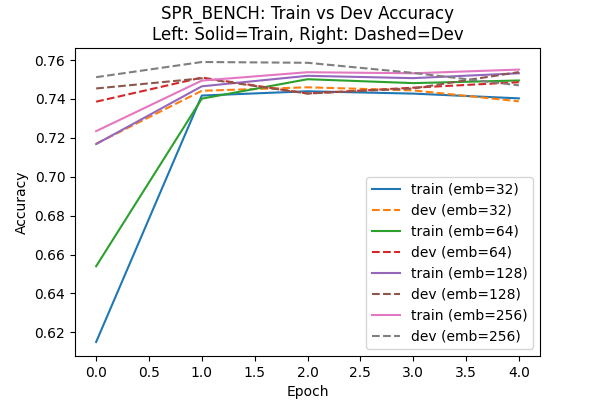 SPR_BENCH: Train vs Dev Accuracy
Left: Solid=Train, Right: Dashed=Dev
Accuracy
0.76
0.74
0.72
0.70
0.68
0.66
0.64
0.62
train (emb=32)
dev (emb=32)
train (emb=64)
dev (emb=64)
train (emb=128)
dev (emb=128)
train (emb=256)
dev (emb=256)
0.0 0.5 1.0 1.5 2.0 2.5 3.0 3.5 4.0
Epoch